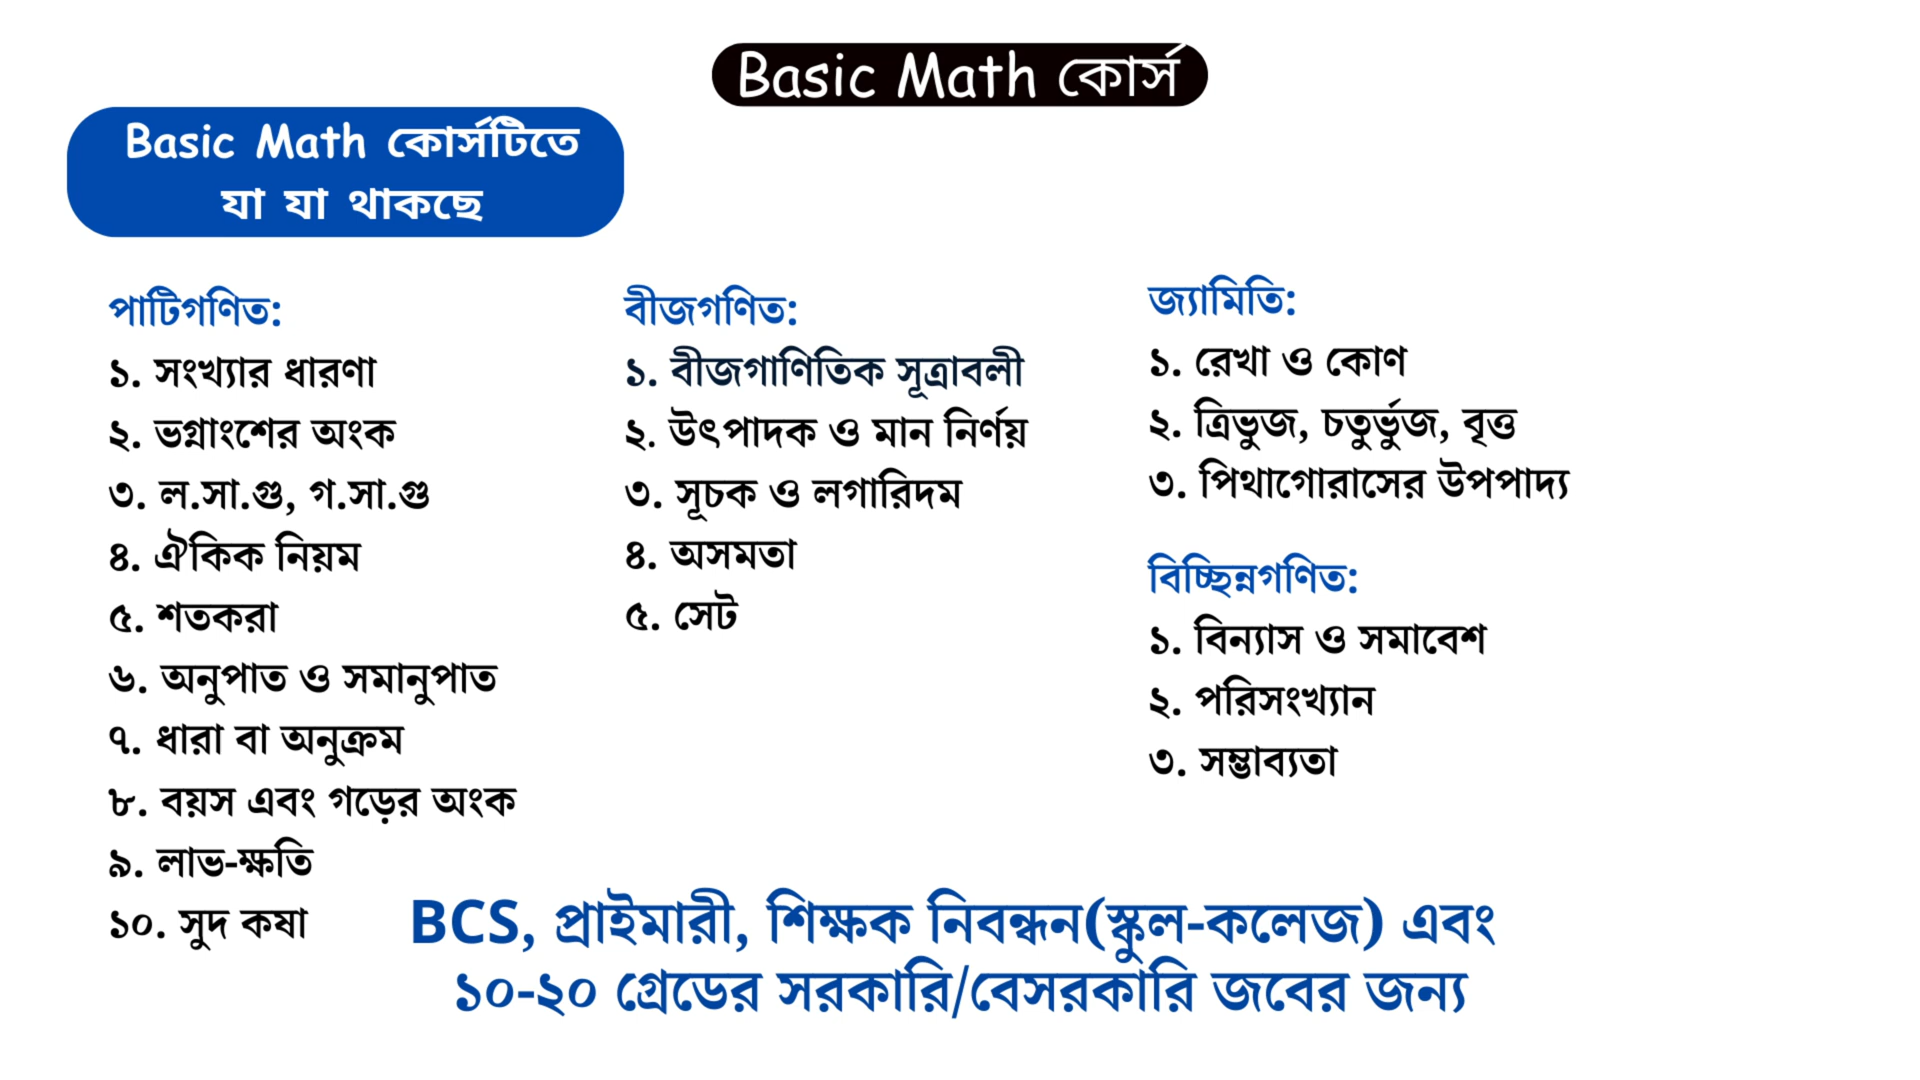 Basic Math কোর্স
Basic Math কোর্সটিতে
যা যা থাকছে
পাটিগণিত:
১. সংখ্যার ধারণা
২. ভগ্নাংশের অংক
৩. ল.সা.গু, গ.সা.গু
৪. ঐকিক নিয়ম
৫. শতকরা
৬. অনুপাত ও সমানুপাত
৭. ধারা বা অনুক্রম
৮. বয়স এবং গড়ের অংক
৯. লাভ-ক্ষতি
১০. সুদ কষা
বীজগণিত:
১. বীজগাণিতিক সূত্রাবলী
২. উৎপাদক ও মান নির্ণয়
৩. সূচক ও লগারিদম
৪. অসমতা
৫. সেট
জ্যামিতি:
১. রেখা ও কোণ
২. ত্রিভুজ, চতুর্ভুজ, বৃত্ত
৩. পিথাগোরাসের উপপাদ্য
বিচ্ছিন্নগণিত:
১. বিন্যাস ও সমাবেশ
২. পরিসংখ্যান
৩. সম্ভাব্যতা
BCS, প্রাইমারী, শিক্ষক নিবন্ধন(স্কুল-কলেজ) এবং
১০-২০ গ্রেডের সরকারি/বেসরকারি জবের জন্য